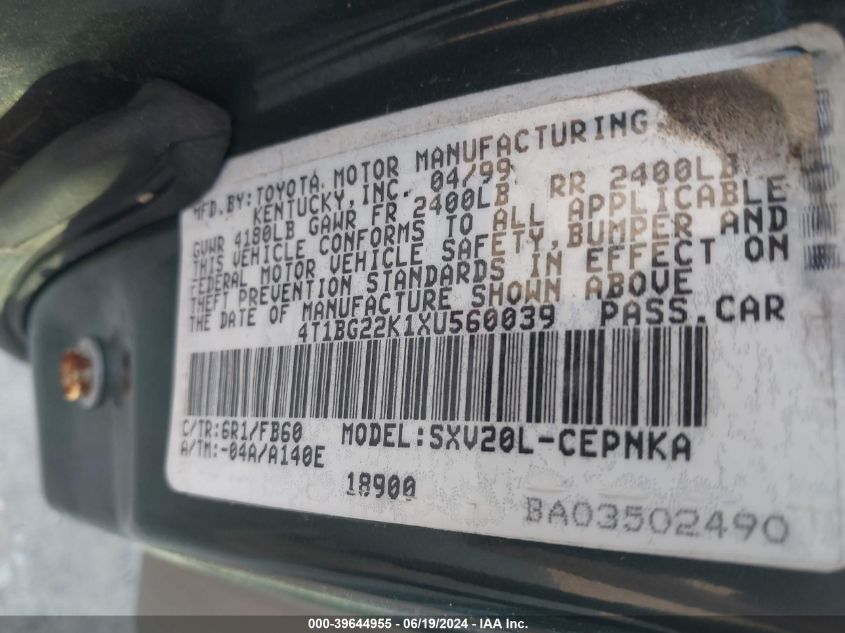 MFD. BY: TOYOTA MOTOR MANUFACTURING
KENTUCKY, INC. 04/99
GVWR 4180LB GAWR FR 2400LB RR 2400LB
THIS VEHICLE CONFORMS TO ALL APPLICABLE
FEDERAL MOTOR VEHICLE SAFETY, BUMPER AND
THEFT PREVENTION STANDARDS IN EFFECT ON
THE DATE OF MANUFACTURE SHOWN ABOVE
4T1BG22K1XU560039 PASS.CAR
C/TR:6R1/FB60 MODEL:SXV20L-CEPNKA
A/TM:-04A/A140E
18900
BA03502490
000-39644955 - 06/19/2024 - IAA Inc.